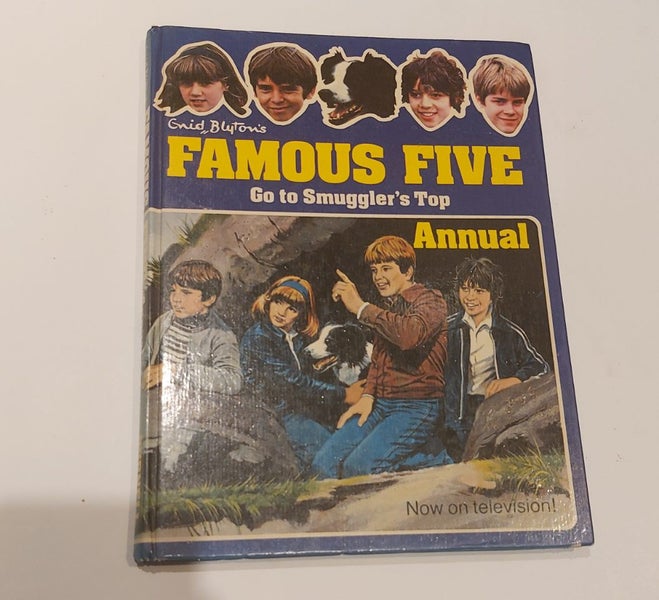 Enid Blyton's
FAMOUS FIVE
Go to Smuggler's Top
Annual
Now on television!